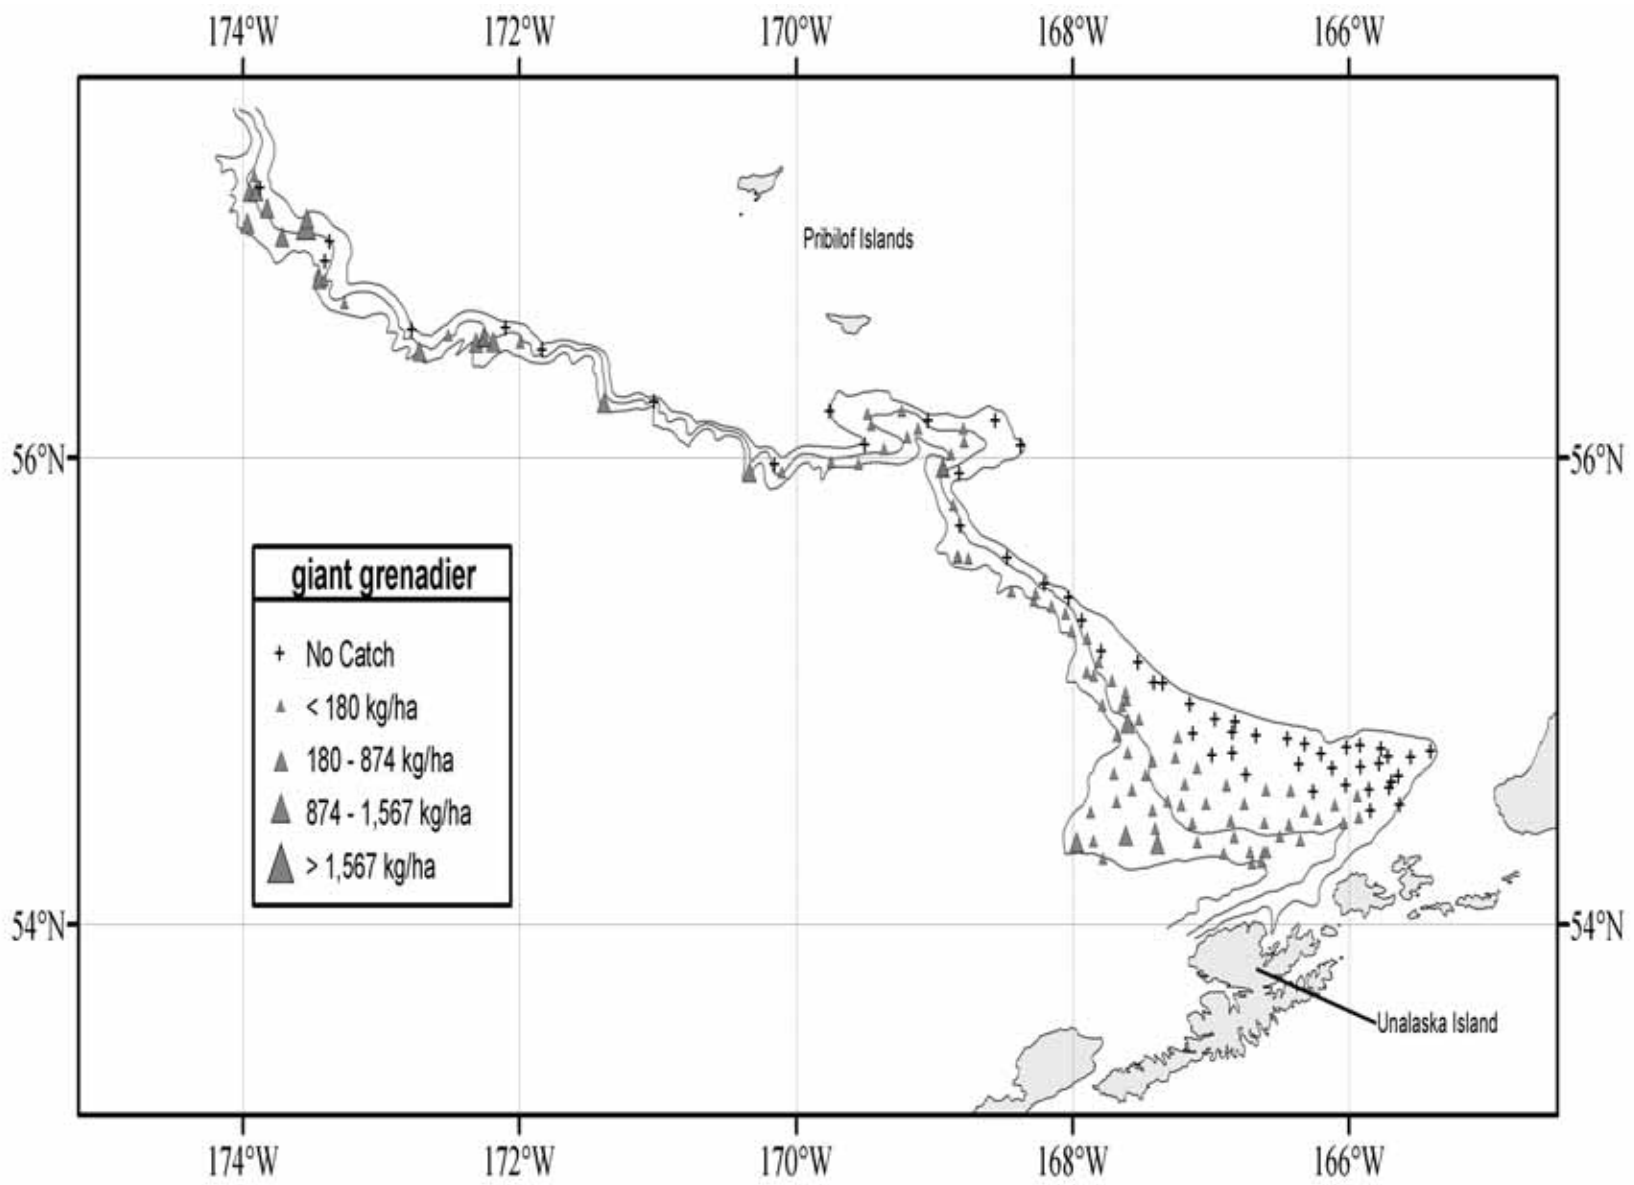 174°W 172°W 170°W 168°W 166°W
Pribilof Islands
56°N 56°N
giant grenadier
No Catch
< 180 kg/ha
180 - 874 kg/ha
874 - 1,567 kg/ha
> 1,567 kg/ha
54°N 54°N
Unalaska Island
174°W 172°W 170°W 168°W 166°W